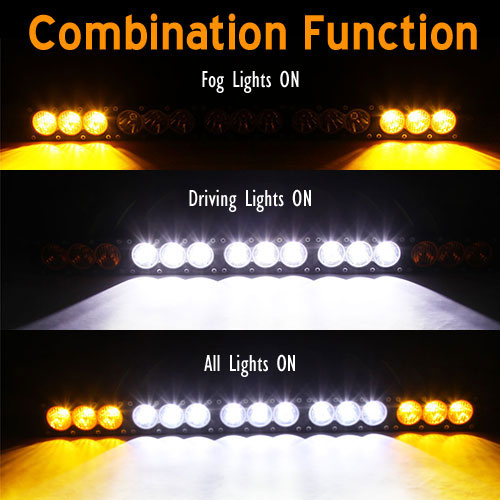 Combination Function
Fog Lights ON
Driving Lights ON
All Lights ON